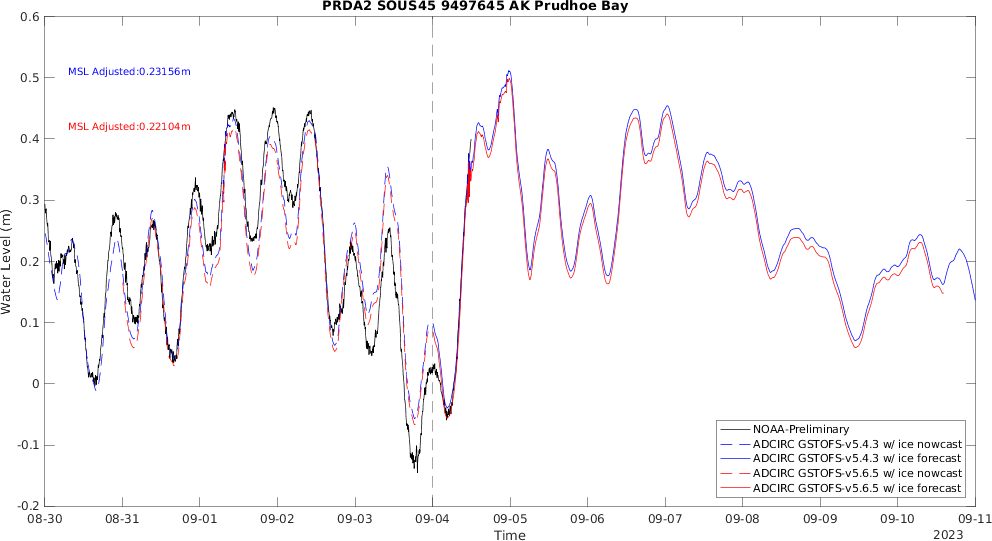 PRDA2 SOUS45 9497645 AK Prudhoe Bay
0.6
0.5
0.4
0.3
0.2
0.1
0
-0.1
-0.2
Water Level (m)
MSL Adjusted:0.23156m
MSL Adjusted:0.22104m
NOAA-Preliminary
ADCIRC GSTOFS-v5.4.3 w/ ice nowcast
ADCIRC GSTOFS-v5.4.3 w/ ice forecast
ADCIRC GSTOFS-v5.6.5 w/ ice nowcast
ADCIRC GSTOFS-v5.6.5 w/ ice forecast
08-30 08-31 09-01 09-02 09-03 09-04 09-05 09-06 09-07 09-08 09-09 09-10 09-11
Time
2023